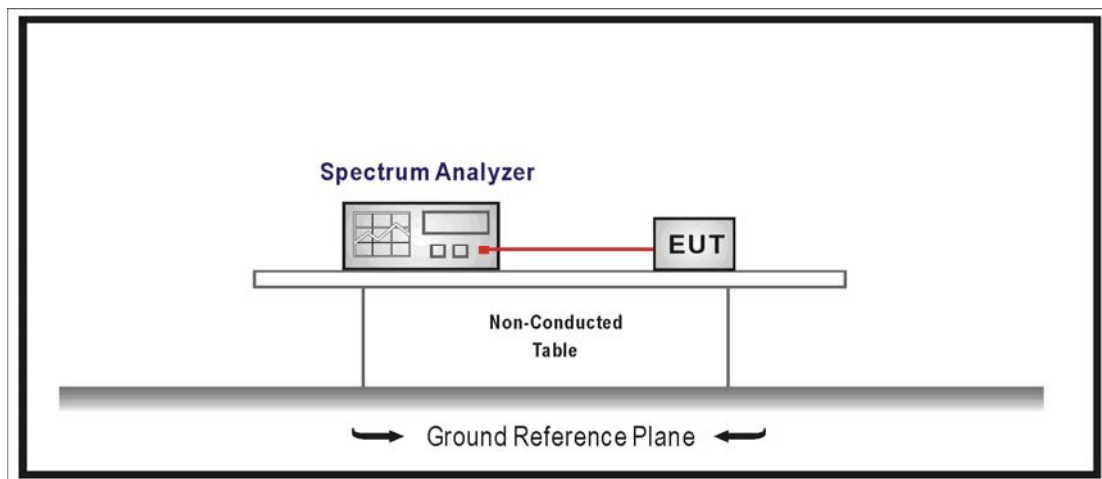 Spectrum Analyzer
EUT
Non-Conducted
Table
Ground Reference Plane